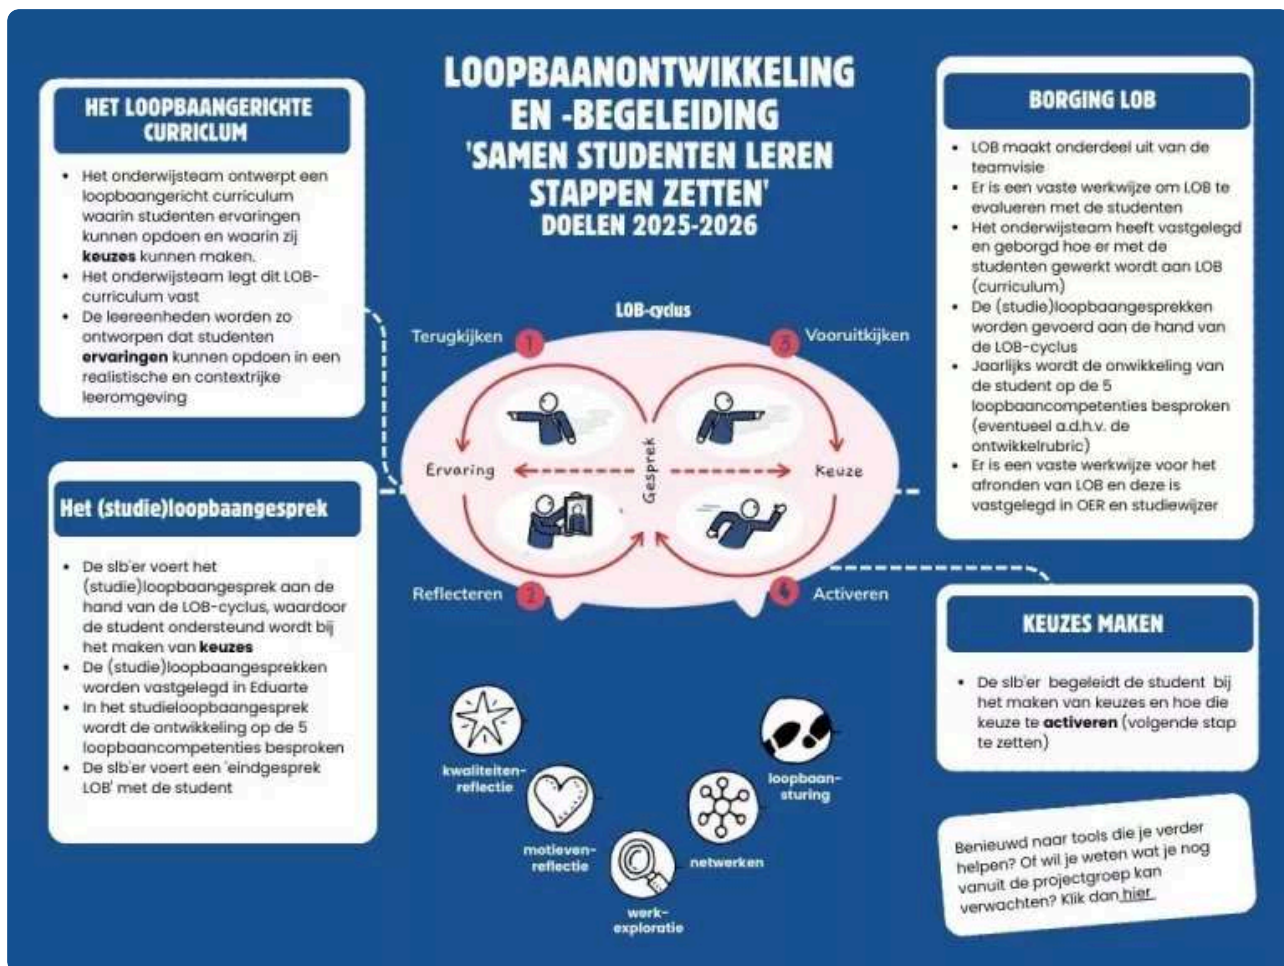 LOOPBAANONTWIKKELING
EN -BEGELEIDING
'SAMEN STUDENTEN LEREN
STAPPEN ZETTEN'
DOELEN 2025-2026
HET LOOPBAANGERICHTE
CURRICLUM
• Het onderwijsteam ontwerpt een
loopbaangericht curriculum
waarin studenten ervaringen
kunnen opdoen en waarin zij
keuzes kunnen maken.
• Het onderwijsteam legt dit LOB-
curriculum vast
• De leereenheden worden zo
ontworpen dat studenten
ervaringen kunnen opdoen in een
realistische en contextrijke
leeromgeving
Het (studie)loopbaangesprek
• De slb'er voert het
(studie)loopbaangesprek aan de
hand van de LOB-cyclus, waardoor
de student ondersteund wordt bij
het maken van keuzes
• De (studie)loopbaangesprekken
worden vastgelegd in Eduarte
• In het studieloopbaangesprek
wordt de ontwikkeling op de 5
loopbaancompetenties besproken
• De slb'er voert een 'eindgesprek
LOB' met de student
LOB-cyclus
Terugkijken
1
3
Vooruitkijken
Ervaring
Gesprek
Keuze
Reflecteren
2
4
Activeren
kwaliteiten-
reflectie
motieven-
reflectie
werk-
exploratie
netwerken
loopbaan-
sturing
BORGING LOB
• LOB maakt onderdeel uit van de
teamvisie
• Er is een vaste werkwijze om LOB te
evalueren met de studenten
• Het onderwijsteam heeft vastgelegd
en geborgd hoe er met de
studenten gewerkt wordt aan LOB
(curriculum)
• De (studie)loopbaangesprekken
worden gevoerd aan de hand van
de LOB-cyclus
• Jaarlijks wordt de onwikkeling van
de student op de 5
loopbaancompetenties besproken
(eventueel a.d.h.v. de
ontwikkelrubric)
• Er is een vaste werkwijze voor het
afronden van LOB en deze is
vastgelegd in OER en studiewijzer
KEUZES MAKEN
• De slb'er begeleidt de student bij
het maken van keuzes en hoe die
keuze te activeren (volgende stap
te zetten)
Benieuwd naar tools die je verder
helpen? Of wil je weten wat je nog
vanuit de projectgroep kan
verwachten? Klik dan hier